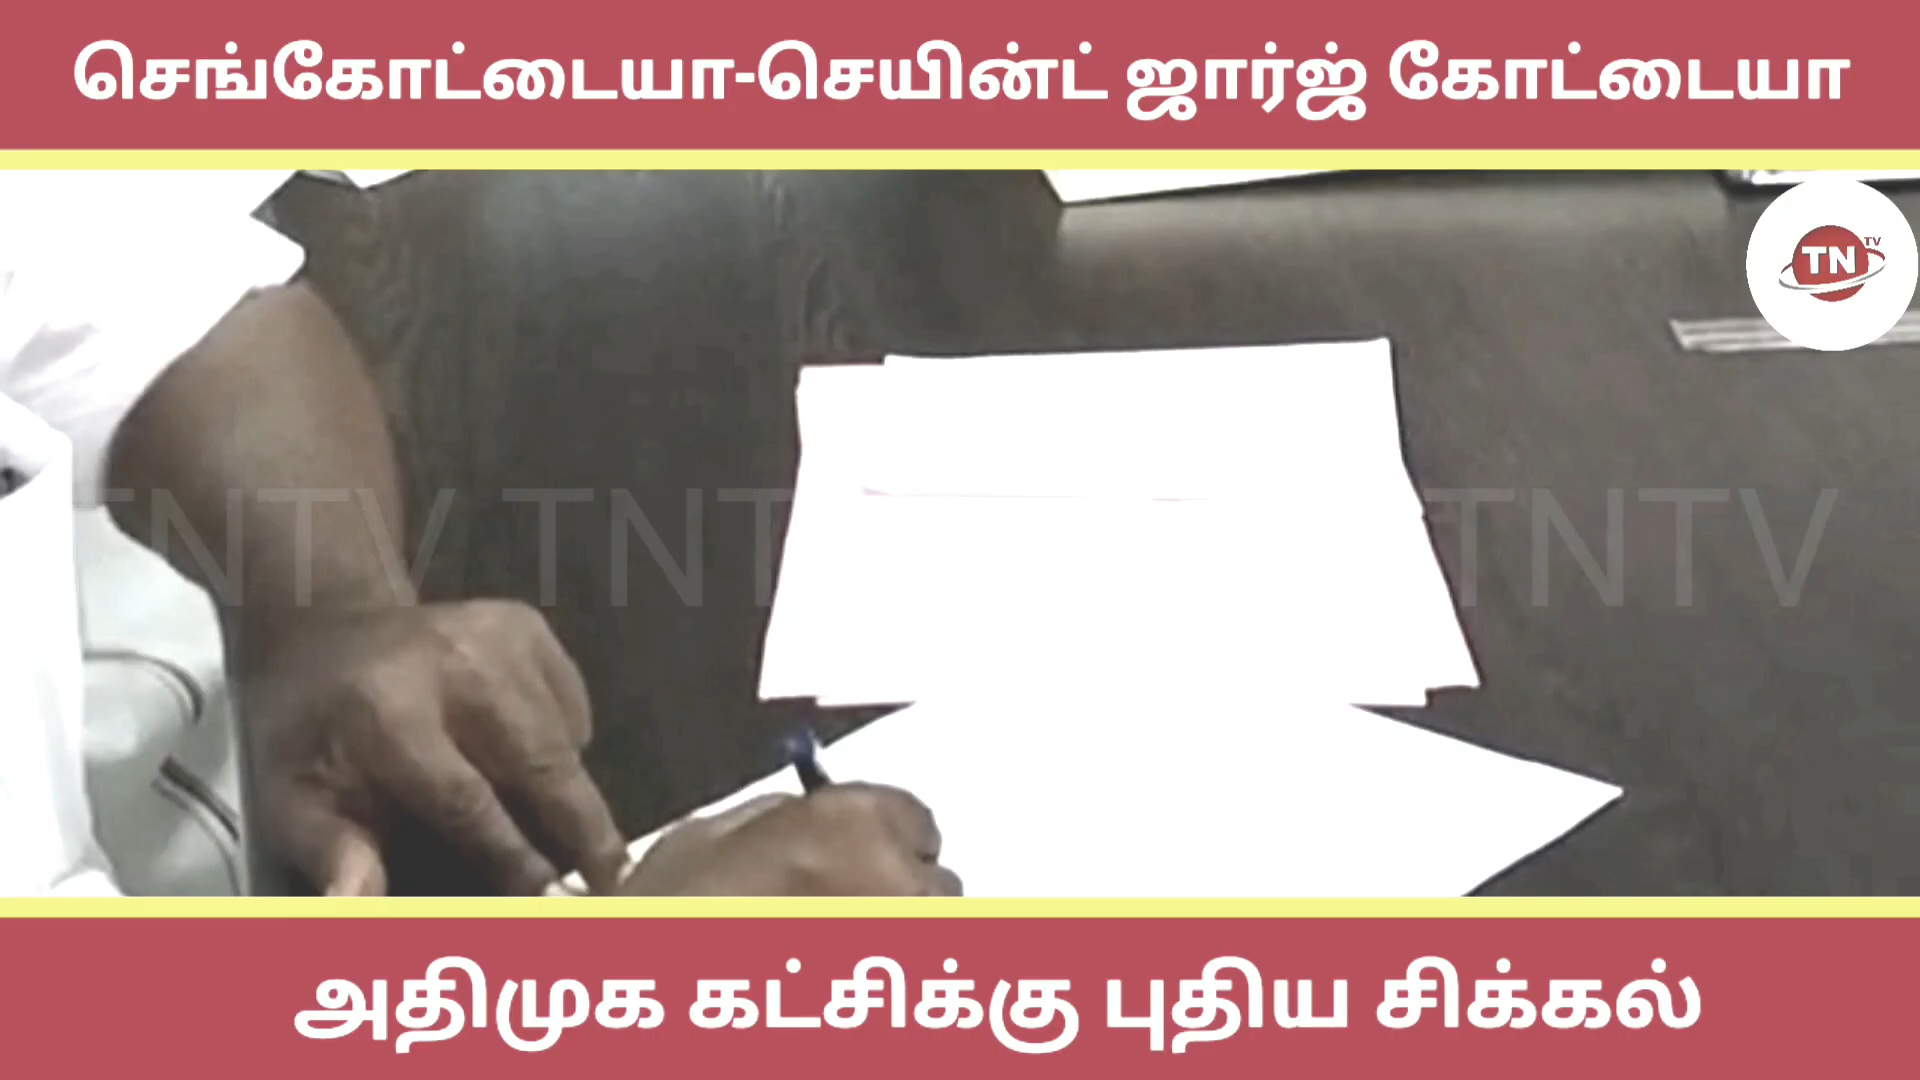 செங்கோட்டையா-செயின்ட் ஜார்ஜ் கோட்டையா
TN TV
TNTV TNTV TNTV
அதிமுக கட்சிக்கு புதிய சிக்கல்